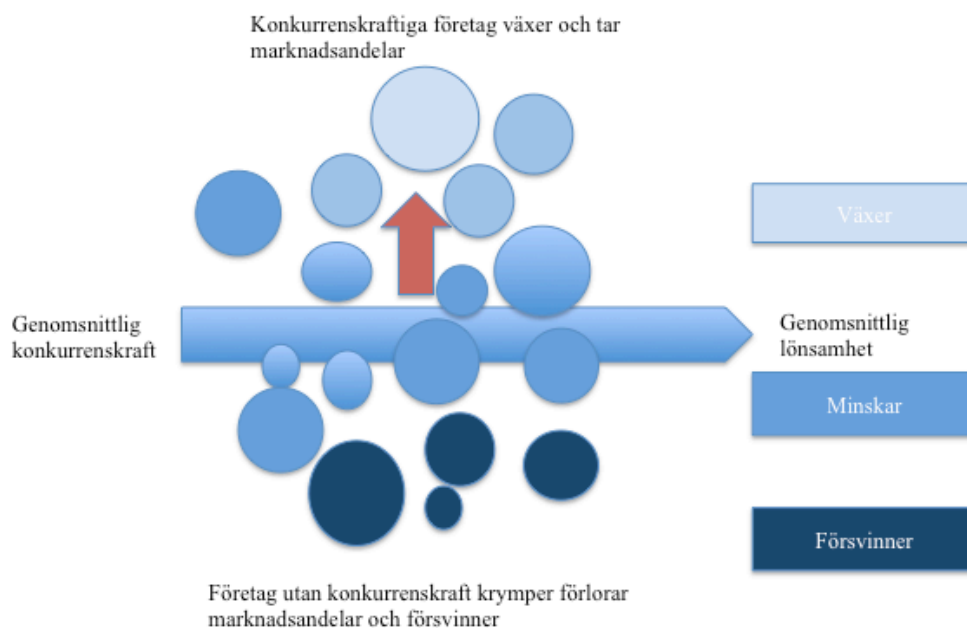 Konkurrenskraftiga företag växer och tar
marknadsandelar
Växer
Genomsnittlig
konkurrenskraft
Genomsnittlig
lönsamhet
Minskar
Försvinner
Företag utan konkurrenskraft krymper förlorar
marknadsandelar och försvinner